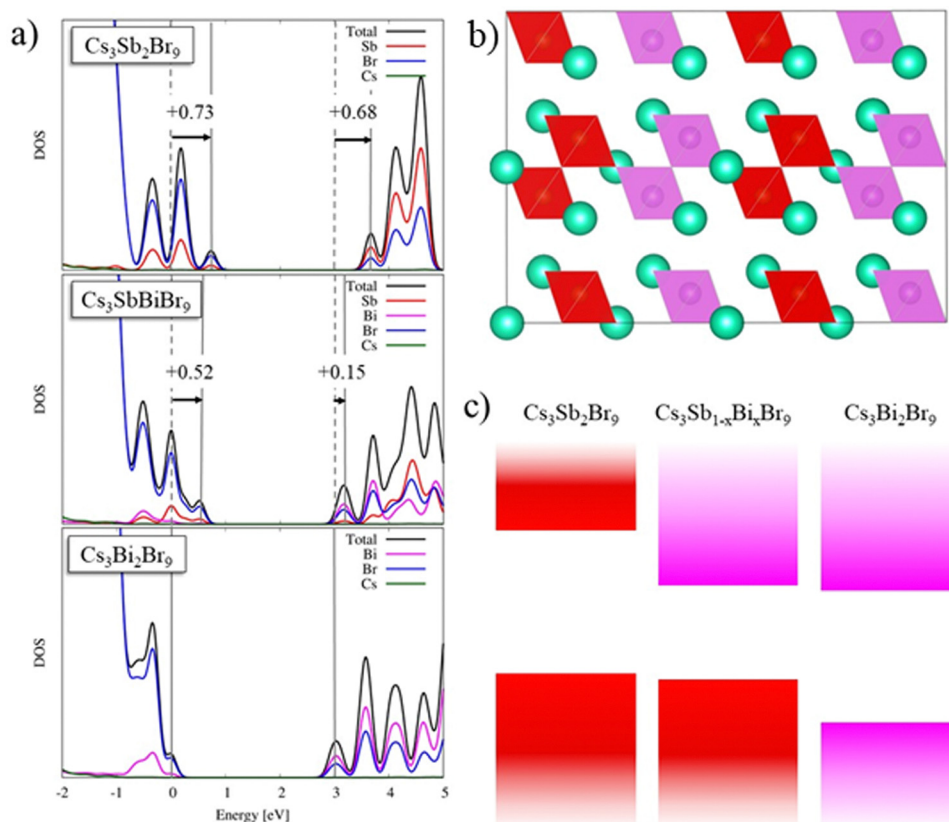 a)
Cs₃Sb₂Br₉
Total
Sb
Br
Cs
+0.73
+0.68
DOS
Cs₃SbBiBr₉
Total
Sb
Bi
Br
Cs
+0.52
+0.15
DOS
Cs₃Bi₂Br₉
Total
Bi
Br
Cs
DOS
-2 -1 0 1 2 3 4 5
Energy [eV]
b)
c)
Cs₃Sb₂Br₉ Cs₃Sb₁₋ₓBiₓBr₉ Cs₃Bi₂Br₉